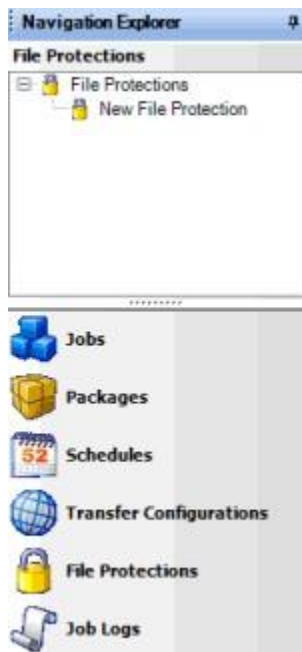 Navigation Explorer
File Protections
File Protections
New File Protection
Jobs
Packages
52
Schedules
Transfer Configurations
File Protections
Job Logs